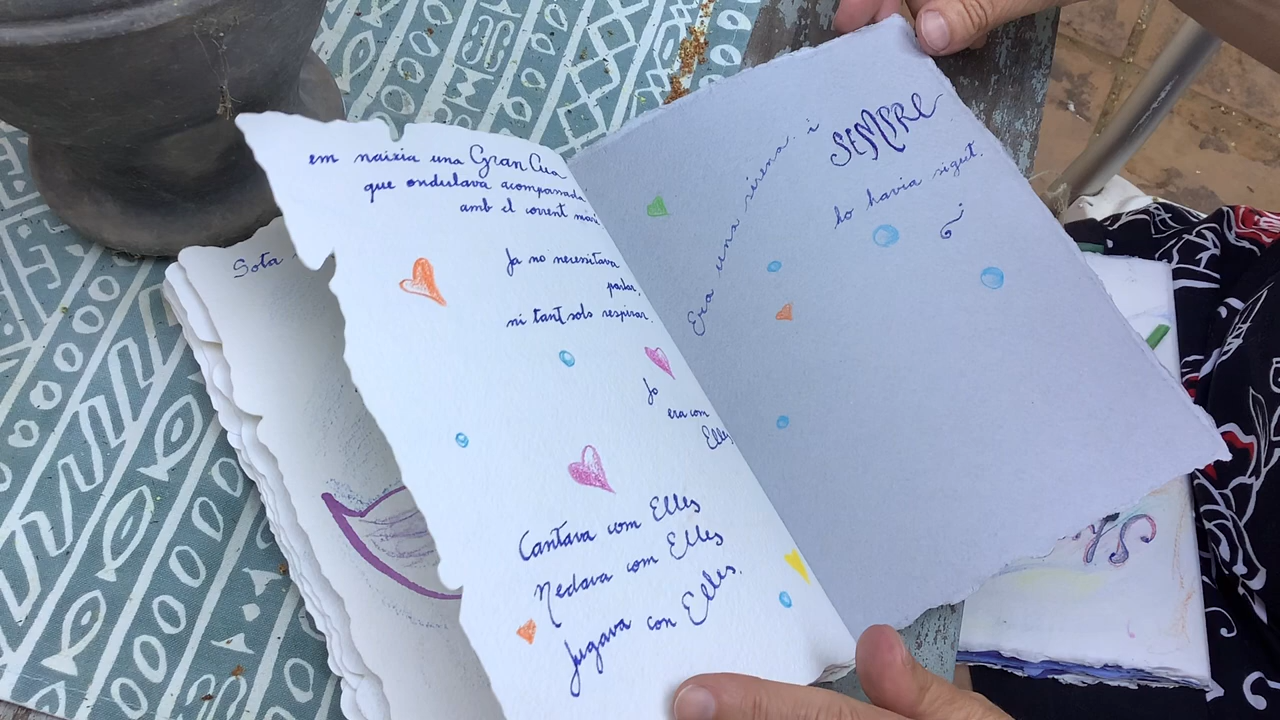 em naixia una Gran Cua
que ondulava acompanyada
amb el corrent marí.
Ja no necessitava
parlar,
ni tant sols respirar.
Jo
era com
Elles
Cantava com Elles
Nedava com Elles
Jugava con Elles.
Sota
Era una sirena i
SEMPRE
ho havia sigut.